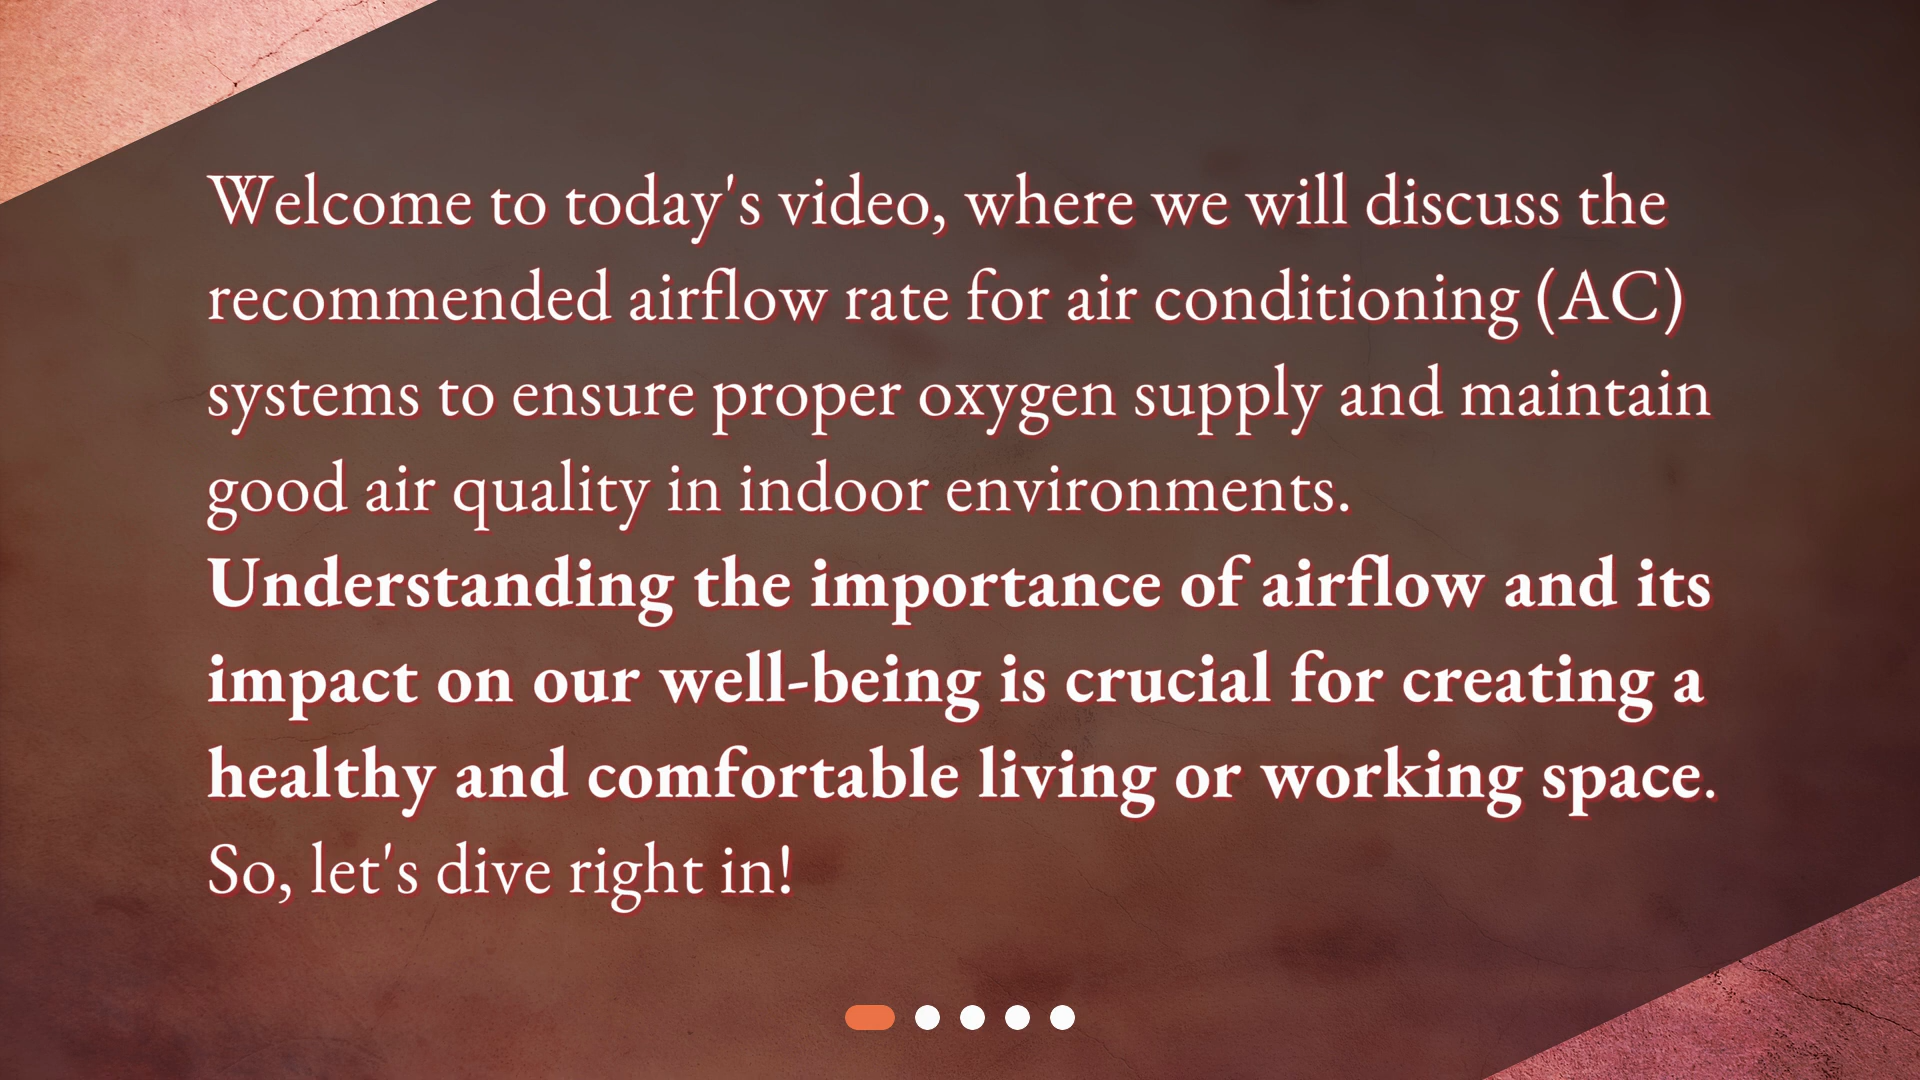 Welcome to today's video, where we will discuss the
recommended airflow rate for air conditioning (AC)
systems to ensure proper oxygen supply and maintain
good air quality in indoor environments.
Understanding the importance of airflow and its
impact on our well-being is crucial for creating a
healthy and comfortable living or working space.
So, let's dive right in!